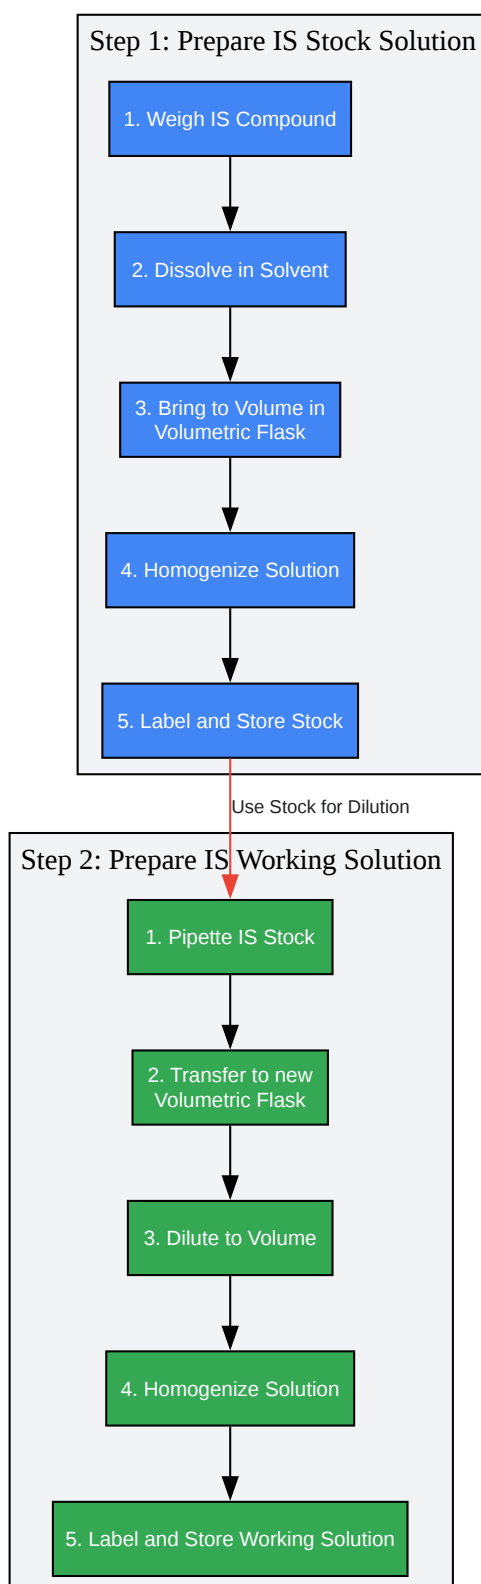 Step 1: Prepare IS Stock Solution
1. Weigh IS Compound
2. Dissolve in Solvent
3. Bring to Volume in
Volumetric Flask
4. Homogenize Solution
5. Label and Store Stock
Use Stock for Dilution
Step 2: Prepare IS Working Solution
1. Pipette IS Stock
2. Transfer to new
Volumetric Flask
3. Dilute to Volume
4. Homogenize Solution
5. Label and Store Working Solution